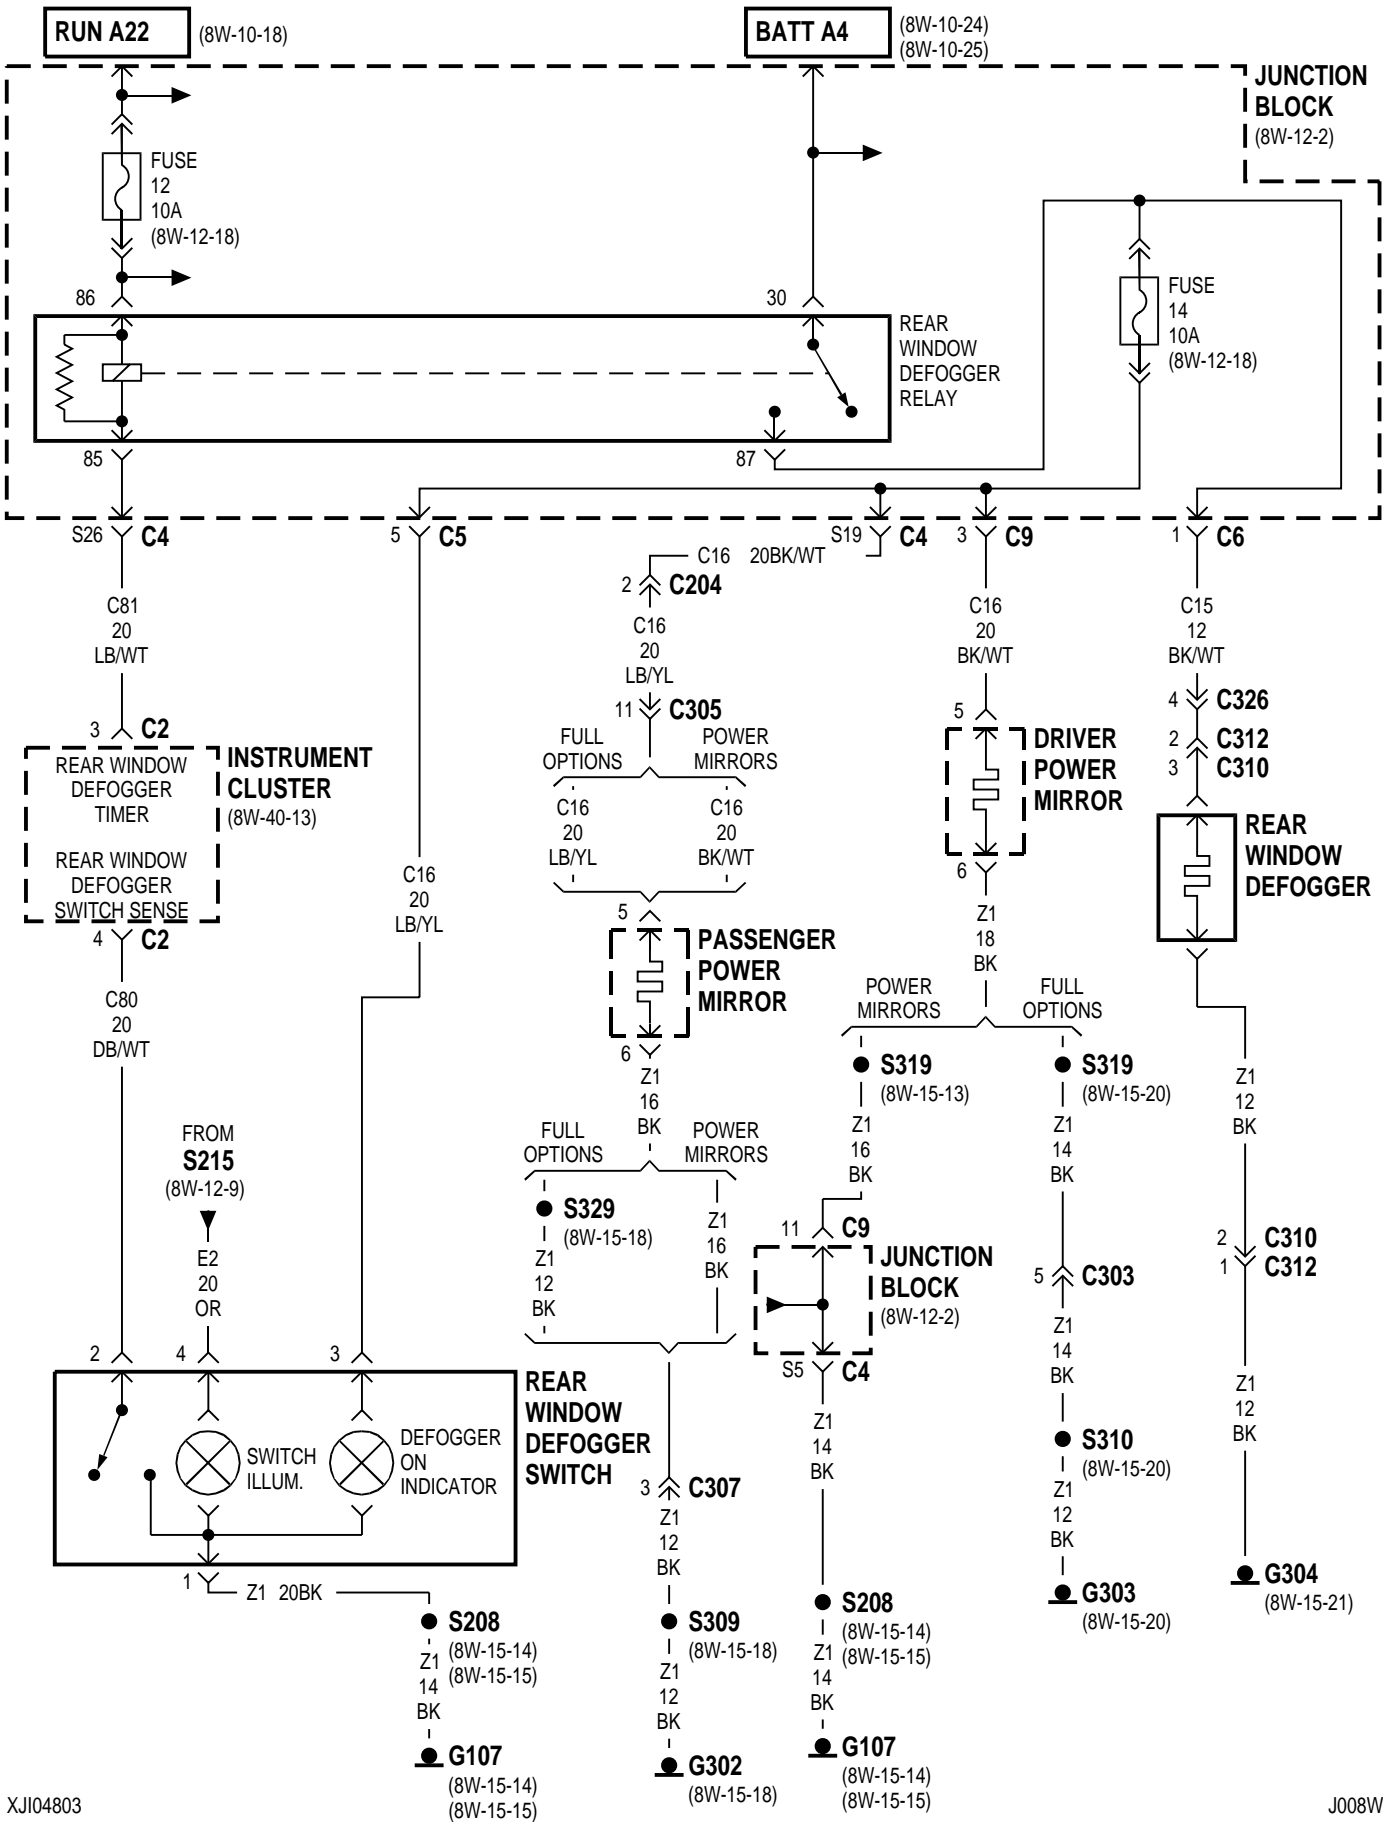 RUN A22
(8W-10-18)
BATT A4
(8W-10-24)
(8W-10-25)
JUNCTION
BLOCK
(8W-12-2)
FUSE
12
10A
(8W-12-18)
FUSE
14
10A
(8W-12-18)
86
30
REAR
WINDOW
DEFOGGER
RELAY
85
87
S26 C4
5 C5
S19 C4
3 C9
1 C6
C16 20BK/WT
2 C204
C81
20
LB/WT
C16
20
LB/YL
C16
20
BK/WT
C15
12
BK/WT
11 C305
4 C326
2 C312
3 C310
3 C2
REAR WINDOW
DEFOGGER
TIMER
REAR WINDOW
DEFOGGER
SWITCH SENSE
INSTRUMENT
CLUSTER
(8W-40-13)
4 C2
FULL
OPTIONS
POWER
MIRRORS
C16
20
LB/YL
C16
20
BK/WT
5
DRIVER
POWER
MIRROR
6
REAR
WINDOW
DEFOGGER
C16
20
LB/YL
5
PASSENGER
POWER
MIRROR
6
Z1
18
BK
C80
20
DB/WT
POWER
MIRRORS
FULL
OPTIONS
S319
(8W-15-13)
S319
(8W-15-20)
Z1
16
BK
Z1
16
BK
Z1
14
BK
Z1
12
BK
FROM
S215
(8W-12-9)
E2
20
OR
FULL
OPTIONS
POWER
MIRRORS
S329
(8W-15-18)
Z1
12
BK
Z1
16
BK
11 C9
JUNCTION
BLOCK
(8W-12-2)
S5 C4
5 C303
2 C310
1 C312
Z1
14
BK
Z1
12
BK
2
4
3
REAR
WINDOW
DEFOGGER
SWITCH
SWITCH
ILLUM.
DEFOGGER
ON
INDICATOR
Z1
14
BK
S310
(8W-15-20)
3 C307
Z1
12
BK
Z1
12
BK
1
Z1 20BK
S208
(8W-15-14)
(8W-15-15)
Z1
14
BK
G107
(8W-15-14)
(8W-15-15)
S309
(8W-15-18)
Z1
12
BK
G302
(8W-15-18)
S208
(8W-15-14)
(8W-15-15)
Z1
14
BK
G107
(8W-15-14)
(8W-15-15)
G303
(8W-15-20)
G304
(8W-15-21)
XJI04803
J008W